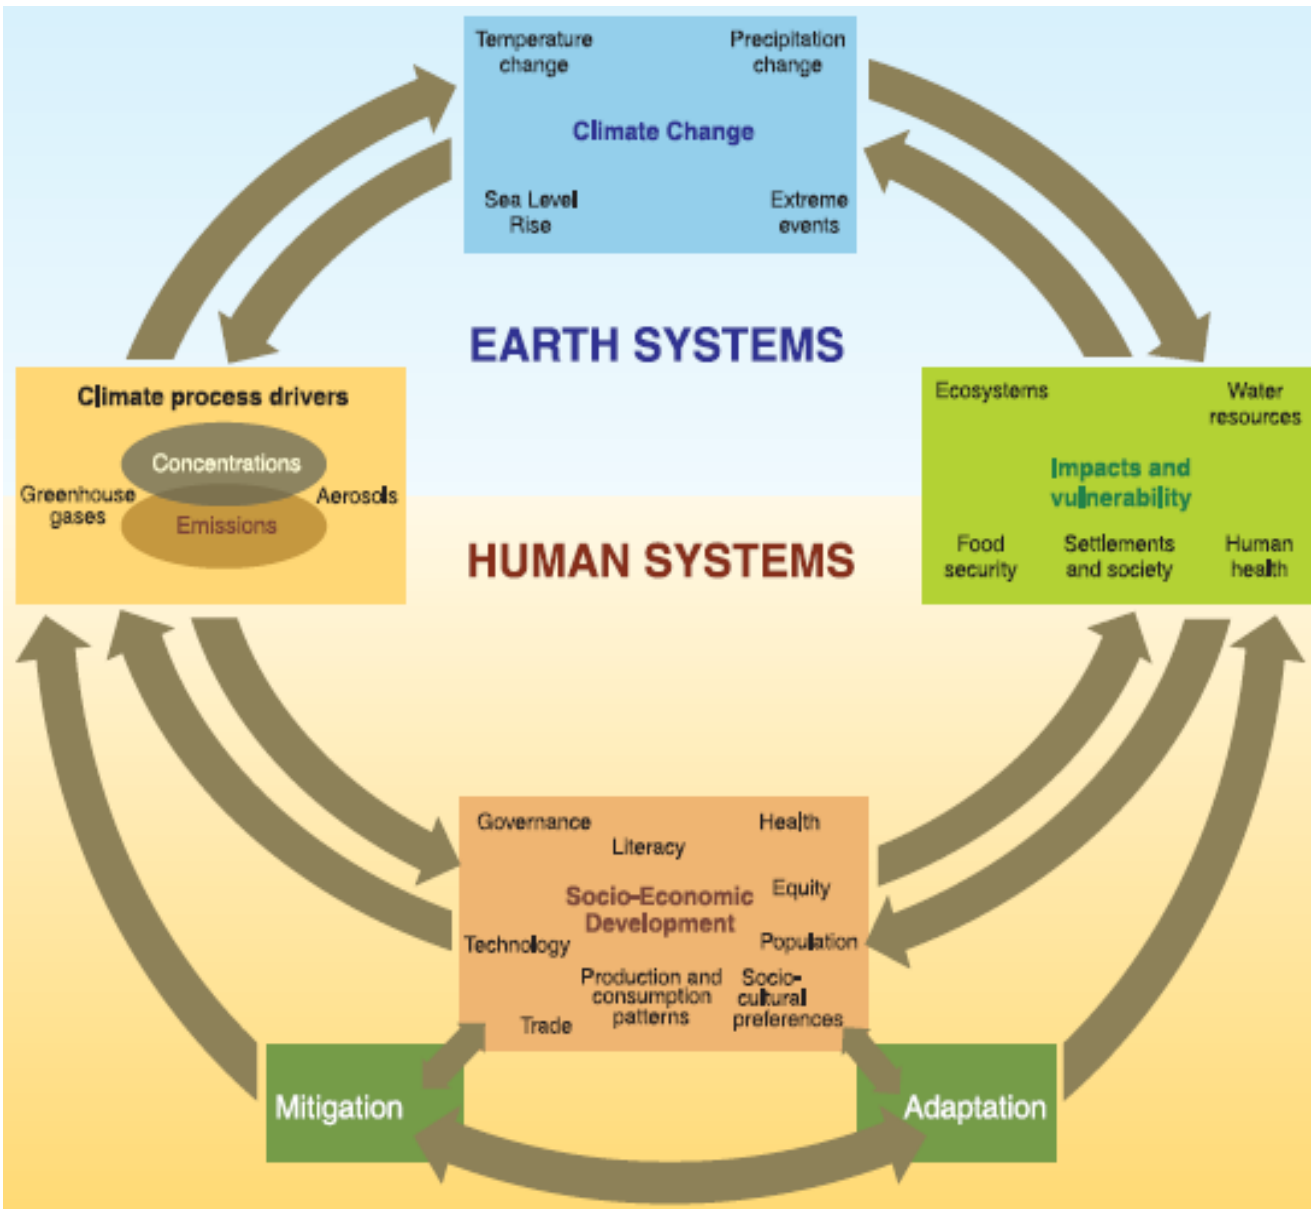 Temperature
change
Precipitation
change
Climate Change
Sea Level
Rise
Extreme
events
EARTH SYSTEMS
Climate process drivers
Concentrations
Greenhouse
gases
Aerosols
Emissions
Ecosystems
Water
resources
Impacts and
vulnerability
Food
security
Settlements
and society
Human
health
HUMAN SYSTEMS
Governance
Literacy
Health
Socio-Economic
Development
Equity
Technology
Population
Production and
consumption
patterns
Socio-
cultural
preferences
Trade
Mitigation
Adaptation